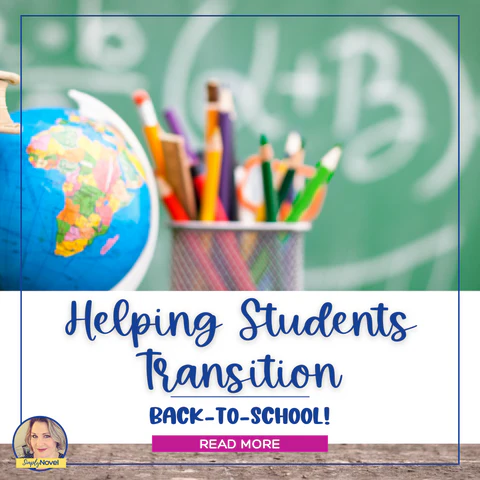 (α+B)
Helping Students
Transition
BACK-TO-SCHOOL!
READ MORE
Simply Novel